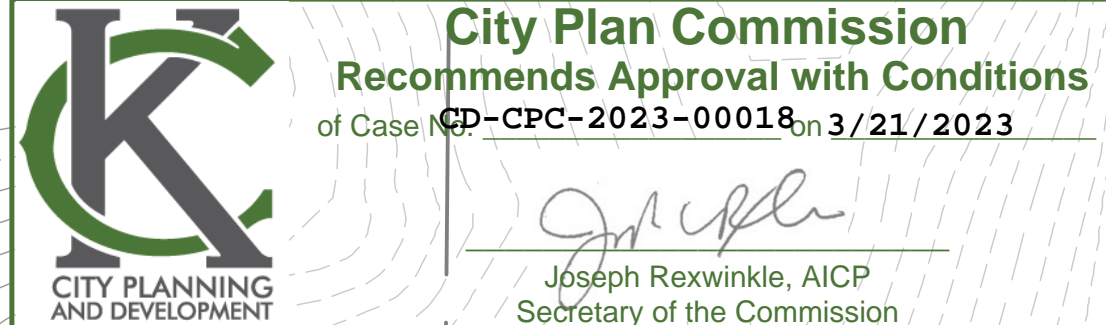 KC
CITY PLANNING
AND DEVELOPMENT
City Plan Commission
Recommends Approval with Conditions
of Case No. CD-CPC-2023-00018 on 3/21/2023
Joseph Rexwinkle, AICP
Secretary of the Commission